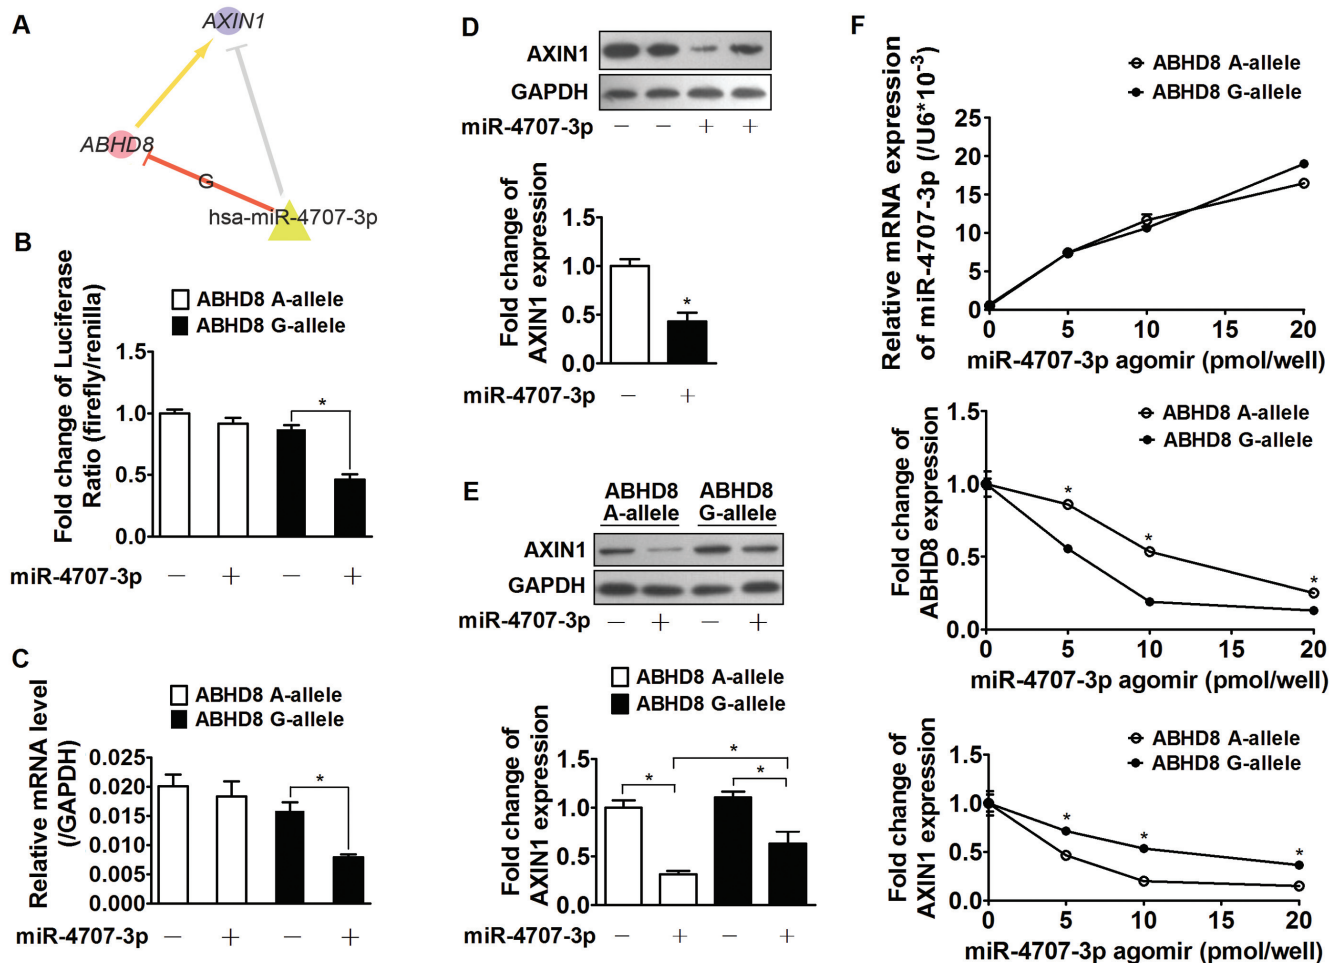 A
AXIN1
ABHD8
G
hsa-miR-4707-3p
B
ABHD8 A-allele
ABHD8 G-allele
Fold change of Luciferase
Ratio (firefly/renilla)
1.5
1.0
0.5
0.0
miR-4707-3p − + − +
C
ABHD8 A-allele
ABHD8 G-allele
Relative mRNA level
(/GAPDH)
0.025
0.020
0.015
0.010
0.005
0.000
*
miR-4707-3p − + − +
D
AXIN1
GAPDH
miR-4707-3p − − + +
Fold change of
AXIN1 expression
1.5
1.0
0.5
0.0
*
miR-4707-3p − +
E
ABHD8 ABHD8
A-allele G-allele
AXIN1
GAPDH
miR-4707-3p − + − +
ABHD8 A-allele
ABHD8 G-allele
Fold change of
AXIN1 expression
1.5
1.0
0.5
0.0
* * *
miR-4707-3p − + − +
F
ABHD8 A-allele
ABHD8 G-allele
Relative mRNA expression
of miR-4707-3p (/U6*10-3)
25
20
15
10
5
0
0 5 10 15 20
miR-4707-3p agomir (pmol/well)
ABHD8 A-allele
ABHD8 G-allele
Fold change of
ABHD8 expression
1.5
1.0
0.5
0.0
* * *
0 5 10 15 20
miR-4707-3p agomir (pmol/well)
ABHD8 A-allele
ABHD8 G-allele
Fold change of
AXIN1 expression
1.5
1.0
0.5
0.0
* * *
0 5 10 15 20
miR-4707-3p agomir (pmol/well)